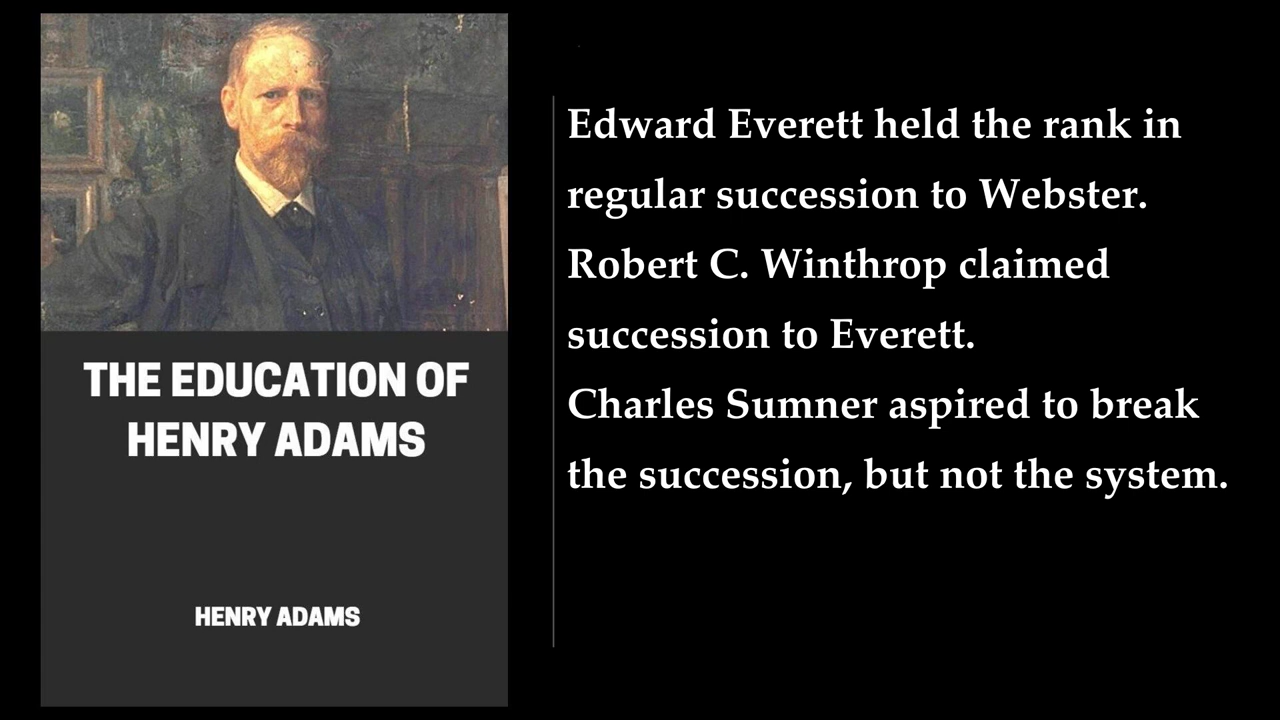 THE EDUCATION OF
HENRY ADAMS
HENRY ADAMS
Edward Everett held the rank in
regular succession to Webster.
Robert C. Winthrop claimed
succession to Everett.
Charles Sumner aspired to break
the succession, but not the system.